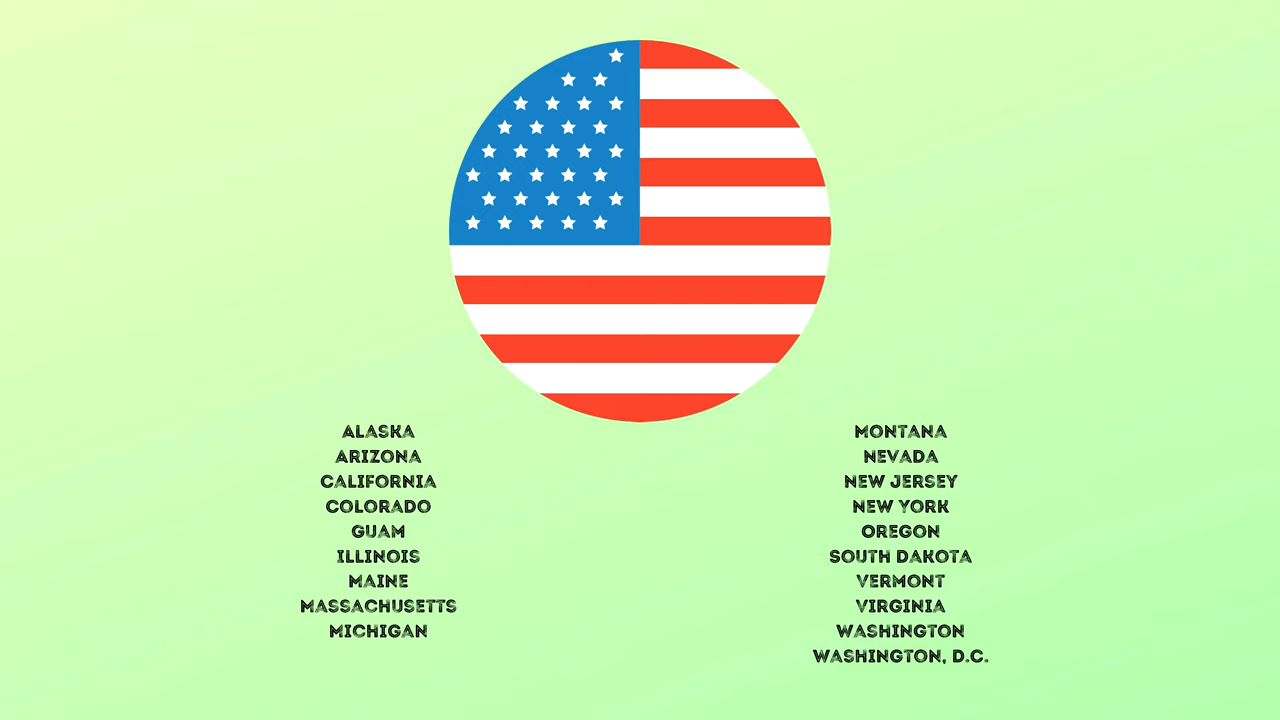 ALASKA
ARIZONA
CALIFORNIA
COLORADO
GUAM
ILLINOIS
MAINE
MASSACHUSETTS
MICHIGAN
MONTANA
NEVADA
NEW JERSEY
NEW YORK
OREGON
SOUTH DAKOTA
VERMONT
VIRGINIA
WASHINGTON
WASHINGTON, D.C.